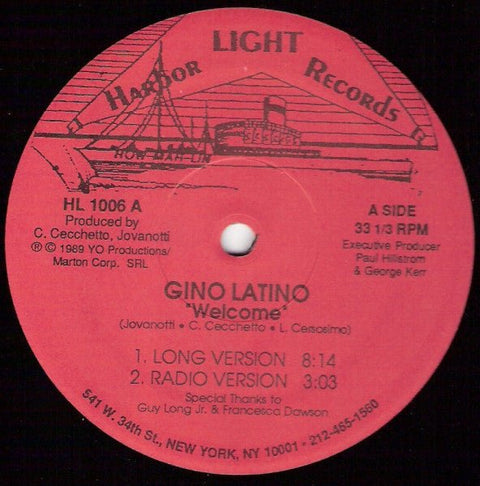 HARBOR LIGHT RECORDS
HOW-MAH-LIN
HL 1006 A
Produced by
C. Cecchetto, Jovanotti
℗ © 1989 YO Productions/
Marton Corp. SRL
A SIDE
33 1/3 RPM
Executive Producer
Paul Hillstrom
& George Kerr
GINO LATINO
"Welcome"
(Jovanotti • C. Cecchetto • L. Cersosimo)
1. LONG VERSION 8:14
2. RADIO VERSION 3:03
Special Thanks to
Guy Long Jr. & Francesca Dawson
541 W. 34th St., NEW YORK, NY 10001 • 212-465-1560